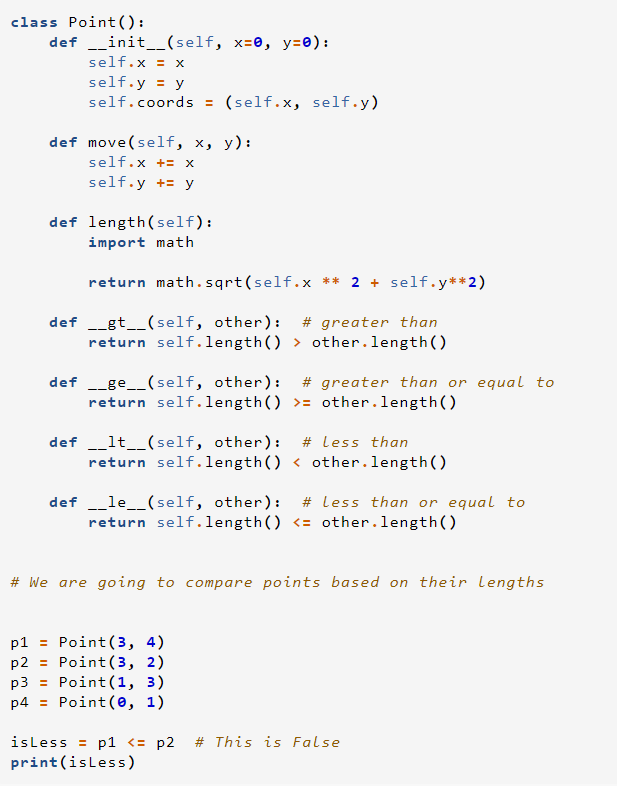 class Point():
    def __init__(self, x=0, y=0):
        self.x = x
        self.y = y
        self.coords = (self.x, self.y)

    def move(self, x, y):
        self.x += x
        self.y += y

    def length(self):
        import math

        return math.sqrt(self.x ** 2 + self.y**2)

    def __gt__(self, other):  # greater than
        return self.length() > other.length()

    def __ge__(self, other):  # greater than or equal to
        return self.length() >= other.length()

    def __lt__(self, other):  # less than
        return self.length() < other.length()

    def __le__(self, other):  # less than or equal to
        return self.length() <= other.length()


# We are going to compare points based on their lengths


p1 = Point(3, 4)
p2 = Point(3, 2)
p3 = Point(1, 3)
p4 = Point(0, 1)

isLess = p1 <= p2  # This is False
print(isLess)